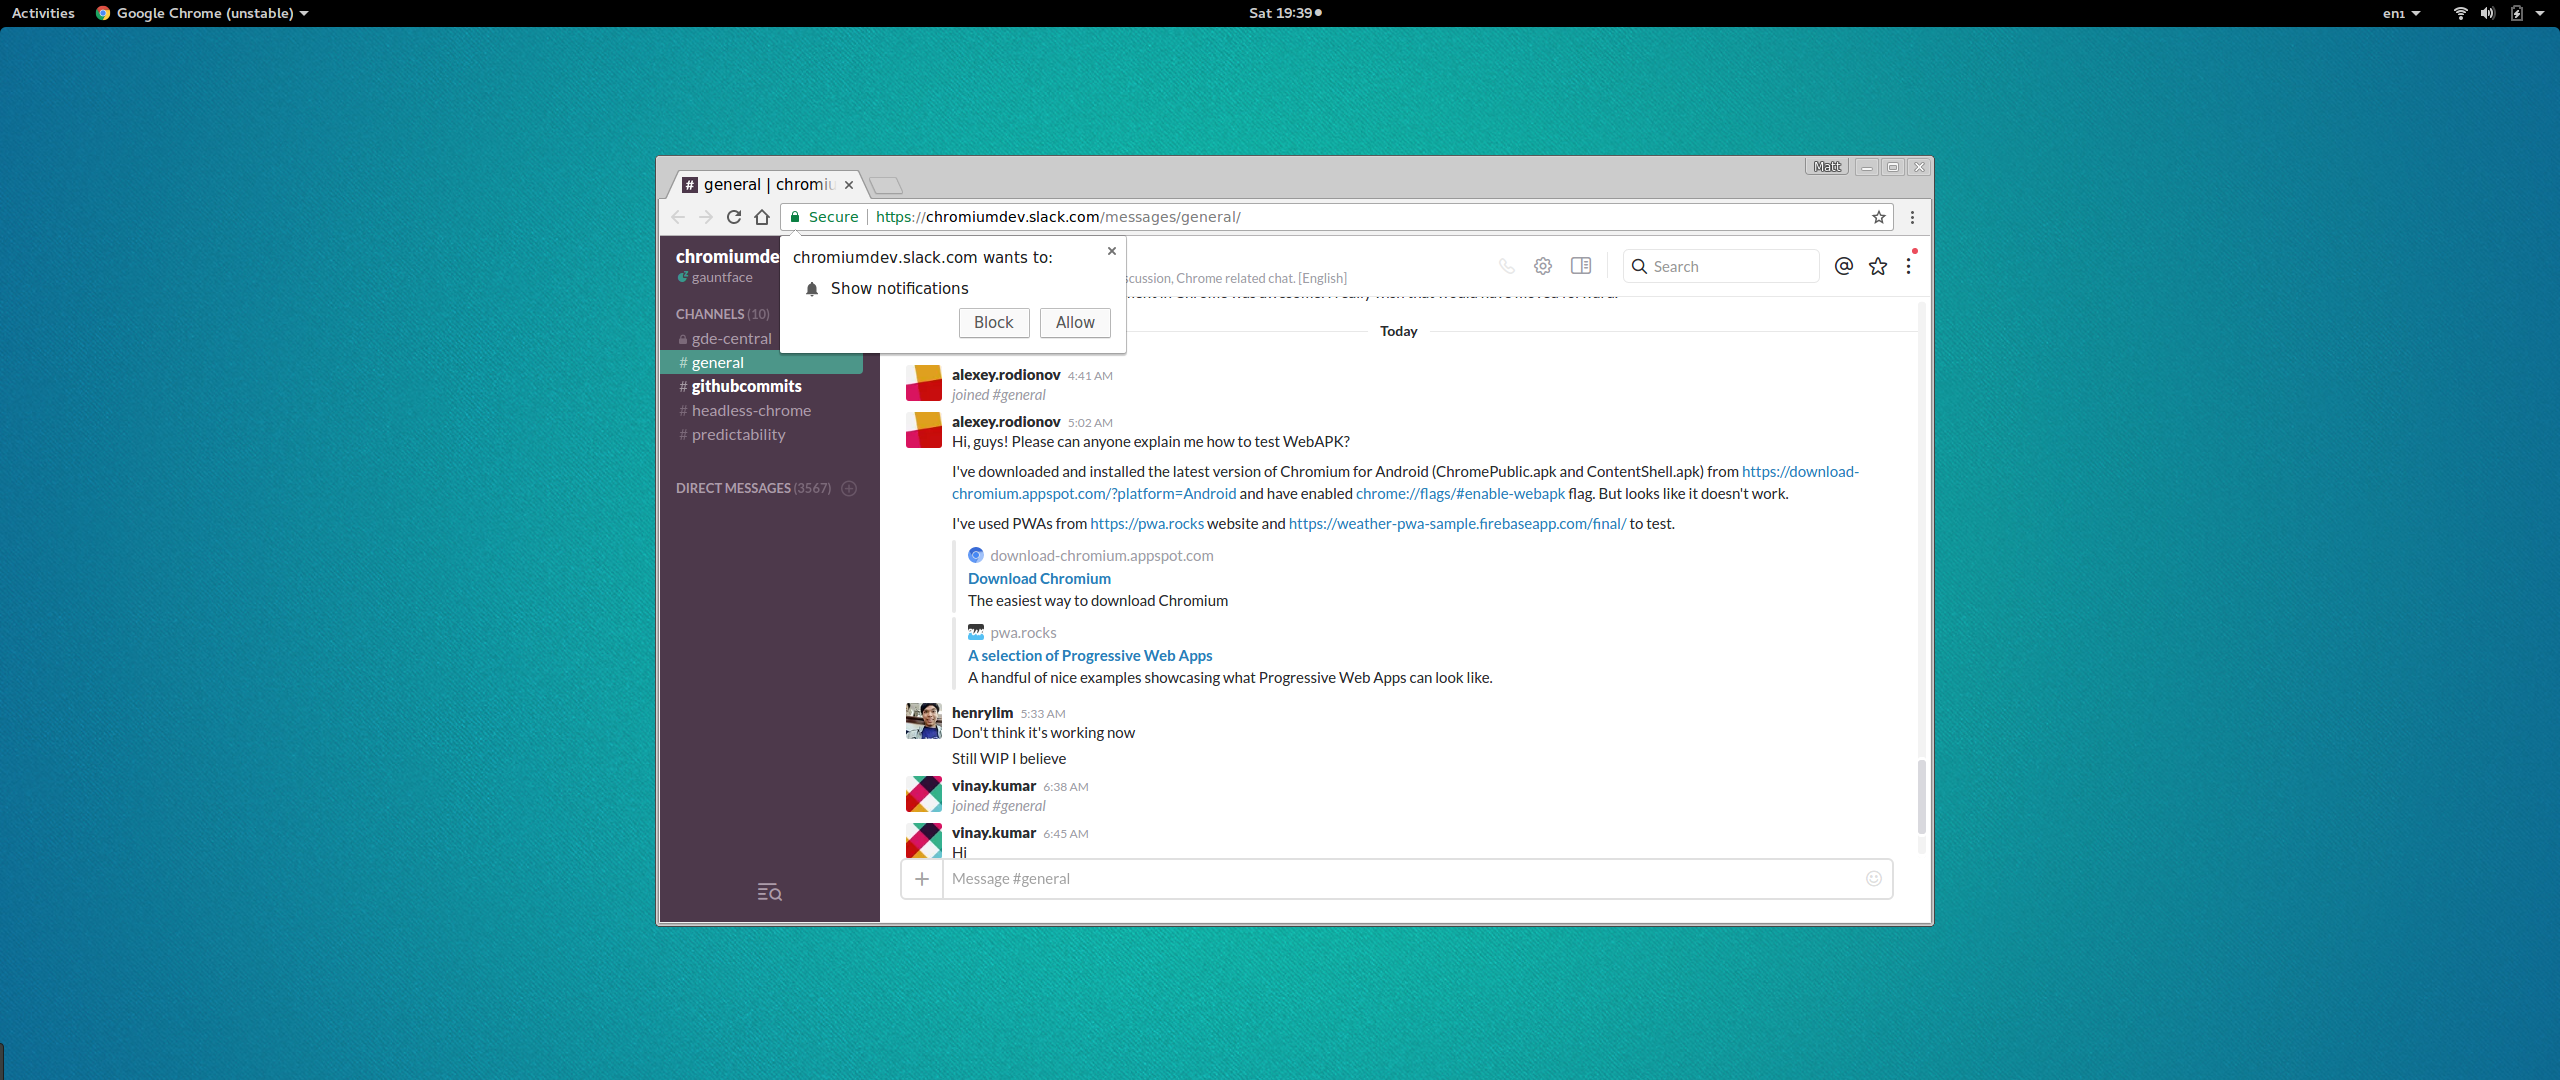 Activities Google Chrome (unstable) Sat 19:39 en1
Matt
# general | chromiu
Secure https://chromiumdev.slack.com/messages/general/
chromiumdev.slack.com wants to:
Show notifications
Block Allow
chromiumde
gauntface
CHANNELS (10)
gde-central
# general
# githubcommits
# headless-chrome
# predictability
DIRECT MESSAGES (3567)
scussion, Chrome related chat. [English]
Search
Today
alexey.rodionov 4:41 AM
joined #general
alexey.rodionov 5:02 AM
Hi, guys! Please can anyone explain me how to test WebAPK?
I've downloaded and installed the latest version of Chromium for Android (ChromePublic.apk and ContentShell.apk) from https://download-
chromium.appspot.com/?platform=Android and have enabled chrome://flags/#enable-webapk flag. But looks like it doesn't work.
I've used PWAs from https://pwa.rocks website and https://weather-pwa-sample.firebaseapp.com/final/ to test.
download-chromium.appspot.com
Download Chromium
The easiest way to download Chromium
pwa.rocks
A selection of Progressive Web Apps
A handful of nice examples showcasing what Progressive Web Apps can look like.
henrylim 5:33 AM
Don't think it's working now
Still WIP I believe
vinay.kumar 6:38 AM
joined #general
vinay.kumar 6:45 AM
Hi
Message #general